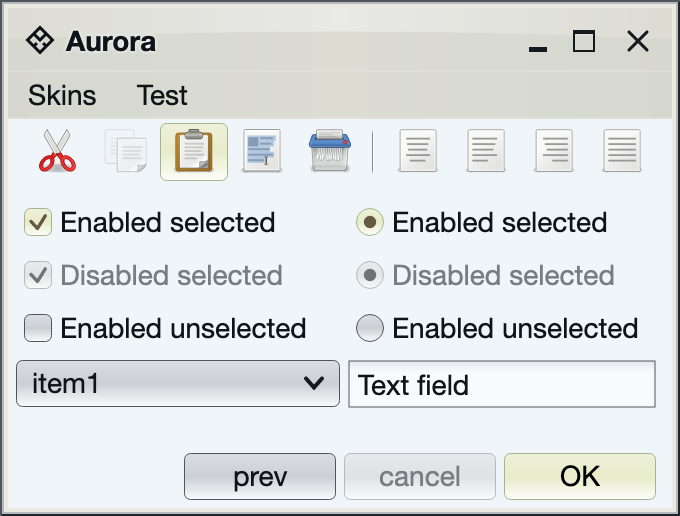 Aurora
Skins Test
Enabled selected Enabled selected
Disabled selected Disabled selected
Enabled unselected Enabled unselected
item1 Text field
prev cancel OK